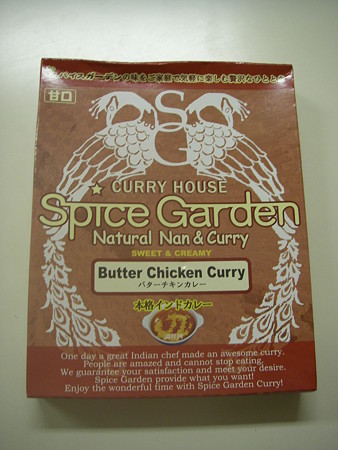 スパイスガーデンの味をご家庭で気軽に楽しむ贅沢なひととき
甘口
SG
CURRY HOUSE
Spice Garden
Natural Nan & Curry
SWEET & CREAMY
Butter Chicken Curry
バターチキンカレー
本格インドカレー
One day a great Indian chef made an awesome curry.
People are amazed and cannot stop eating.
We guarantee your satisfaction and meet your desire.
Spice Garden provide what you want!
Enjoy the wonderful time with Spice Garden Curry!